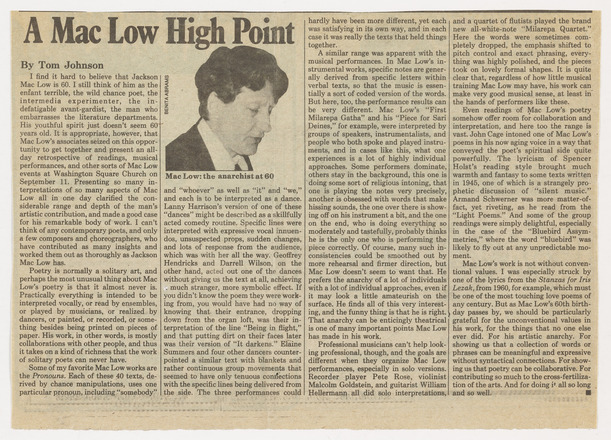 A Mac Low High Point
By Tom Johnson
I find it hard to believe that Jackson
Mac Low is 60. I still think of him as the
enfant terrible, the wild chance poet, the
intermedia experimenter, the in-
defatigable avant-gardist, the man who
embarrasses the literature departments.
His youthful spirit just doesn't seem 60
years old. It is appropriate, however, that
Mac Low's associates seized on this oppor-
tunity to get together and present an all-
day retrospective of readings, musical
performances, and other sorts of Mac Low
events at Washington Square Church on
September 11. Presenting so many in-
terpretations of so many aspects of Mac
Low all in one day clarified the con-
siderable range and depth of the man's
artistic contribution, and made a good case
for his remarkable body of work. I can't
think of any contemporary poets, and only
a few composers and choreographers, who
have contributed so many insights and
worked them out as thoroughly as Jackson
Mac Low has.
Poetry is normally a solitary art, and
perhaps the most unusual thing about Mac
Low's poetry is that it almost never is.
Practically everything is intended to be
interpreted vocally, or read by ensembles,
or played by musicians, or realized by
dancers, or painted, or recorded, or some-
thing besides being printed on pieces of
paper. His work, in other words, is mostly
collaborations with other people, and thus
it takes on a kind of richness that the work
of solitary poets can never have.
Some of my favorite Mac Low works are
the Pronouns. Each of these 40 texts, de-
rived by chance manipulations, uses one
particular pronoun, including "somebody"
BENITA ABRAMS
Mac Low: the anarchist at 60
and "whoever" as well as "it" and "we,"
and each is to be interpreted as a dance.
Lanny Harrison's version of one of these
"dances" might be described as a skillfully
acted comedy routine. Specific lines were
interpreted with expressive vocal innuen-
dos, unsuspected props, sudden changes,
and lots of response from the audience,
which was with her all the way. Geoffrey
Hendricks and Darrell Wilson, on the
other hand, acted out one of the dances
without giving us the text at all, achieving
a much stranger, more symbolic effect. If
you didn't know the poem they were work-
ing from, you would have had no way of
knowing that their entrance, dropping
down from the organ loft, was their in-
terpretation of the line "Being in flight,"
and that putting dirt on their faces later
was their version of "It darkens." Elaine
Summers and four other dancers counter-
pointed a similar text with blankets and
rather continuous group movements that
seemed to have only tenuous connections
with the specific lines being delivered from
the side. The three performances could
hardly have been more different, yet each
was satisfying in its own way, and in each
case it was really the texts that held things
together.
A similar range was apparent with the
musical performances. In Mac Low's in-
strumental works, specific notes are gener-
ally derived from specific letters within
verbal texts, so that the music is essen-
tially a sort of coded version of the words.
But here, too, the performance results can
be very different. Mac Low's "First
Milarepa Gatha" and his "Piece for Sari
Deines," for example, were interpreted by
groups of speakers, instrumentalists, and
people who both spoke and played instru-
ments, and in cases like this, what one
experiences is a lot of highly individual
approaches. Some performers dominate,
others stay in the background, this one is
doing some sort of religious intoning, that
one is playing the notes very precisely,
another is obsessed with words that make
hissing sounds, the one over there is show-
ing off on his instrument a bit, and the one
on the end, who is doing everything so
moderately and tastefully, probably thinks
he is the only one who is performing the
piece correctly. Of course, many such in-
consistencies could be smoothed out by
more rehearsal and firmer direction, but
Mac Low doesn't seem to want that. He
prefers the anarchy of a lot of individuals
with a lot of individual approaches, even if
it may look a little amateurish on the
surface. He finds all of this very interest-
ing, and the funny thing is that he is right.
That anarchy can be enticingly theatrical
is one of many important points Mac Low
has made in his work.
Professional musicians can't help look-
ing professional, though, and the goals are
different when they organize Mac Low
performances, especially in solo versions.
Recorder player Pete Rose, violinist
Malcolm Goldstein, and guitarist William
Hellermann all did solo interpretations,
and a quartet of flutists played the brand
new all-white-note "Milarepa Quartet."
Here the words were sometimes com-
pletely dropped, the emphasis shifted to
pitch control and exact phrasing, every-
thing was highly polished, and the pieces
took on lovely formal shapes. It is quite
clear that, regardless of how little musical
training Mac Low may have, his work can
make very good musical sense, at least in
the hands of performers like these.
Even readings of Mac Low's poetry
somehow offer room for collaboration and
interpretation, and here too the range is
vast. John Cage intoned one of Mac Low's
poems in his now aging voice in a way that
conveyed the poet's spiritual side quite
powerfully. The lyricism of Spencer
Holst's reading style brought much
warmth and fantasy to some texts written
in 1945, one of which is a strangely pro-
phetic discussion of "silent music."
Armand Schwerner was more matter-of-
fact, yet riveting, as he read from the
"Light Poems." And some of the group
readings were simply delightful, especially
in the case of the "Bluebird Asym-
metries," where the word "bluebird" was
likely to fly out at any unpredictable mo-
ment.
Mac Low's work is not without conven-
tional values. I was especially struck by
one of the lyrics from the Stanzas for Iris
Lezak, from 1960, for example, which must
be one of the most touching love poems of
any century. But as Mac Low's 60th birth-
day passes by, we should be particularly
grateful for the unconventional values in
his work, for the things that no one else
ever did. For his artistic anarchy. For
showing us that a collection of words or
phrases can be meaningful and expressive
without syntactical connections. For show-
ing us that poetry can be collaborative. For
contributing so much to the cross-fertiliza-
tion of the arts. And for doing it all so long
and so well.